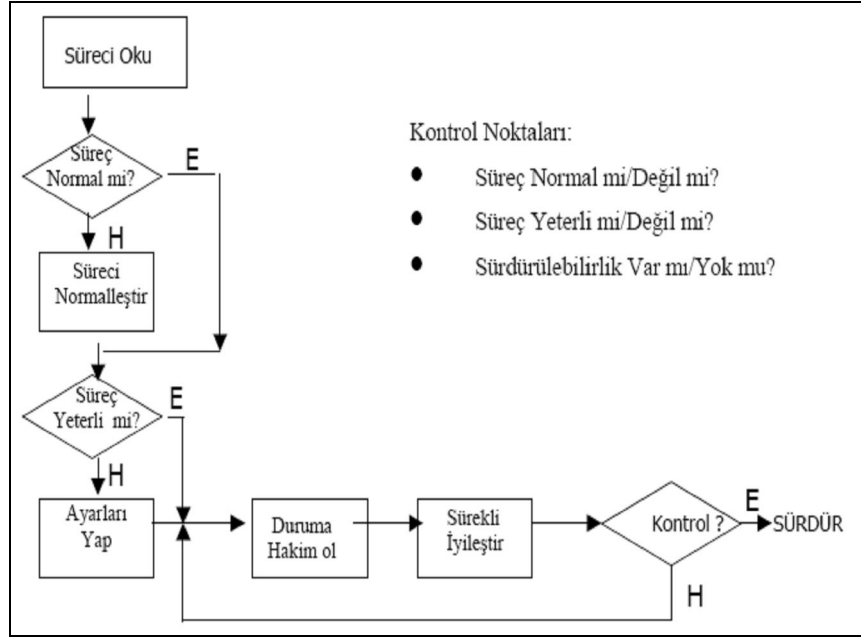 Süreci Oku
Süreç
Normal mi?
E
H
Süreci
Normalleştir
Kontrol Noktaları:
● Süreç Normal mi/Değil mi?
● Süreç Yeterli mi/Değil mi?
● Sürdürülebilirlik Var mı/Yok mu?
Süreç
Yeterli mi?
E
H
Ayarları
Yap
Duruma
Hakim ol
Sürekli
İyileştir
Kontrol ?
E
SÜRDÜR
H